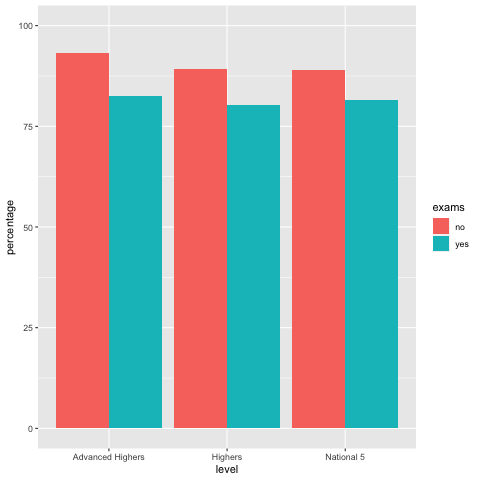 100
75
50
25
0
percentage
Advanced Highers
Highers
National 5
level
exams
no
yes